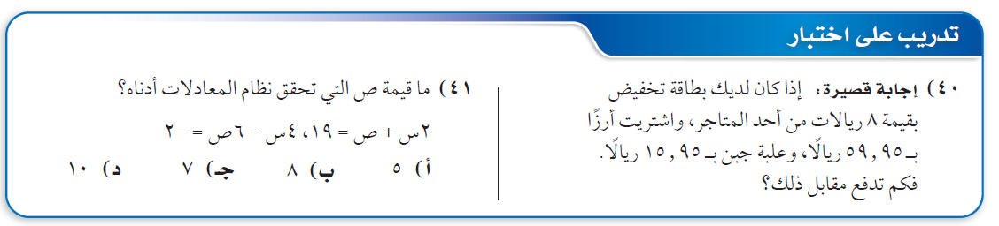 تدريب على اختبار
٤٠) إجابة قصيرة: إذا كان لديك بطاقة تخفيض
بقيمة ٨ ريالات من أحد المتاجر، واشتريت أرزًا
بـ ٥٩,٩٥ ريالًا، وعلبة جبن بـ ١٥,٩٥ ريالًا.
فكم تدفع مقابل ذلك؟
٤١) ما قيمة ص التي تحقق نظام المعادلات أدناه؟
٢س + ص = ١٩، ٤س – ٦ص = –٢
أ) ٥ ب) ٨ جـ) ٧ د) ١٠